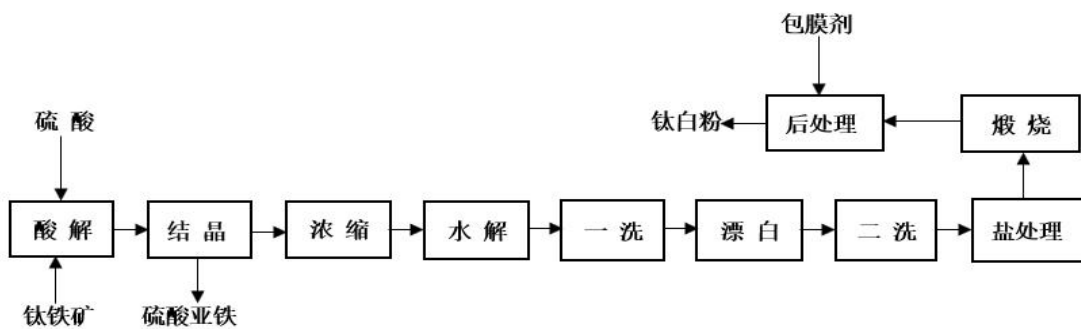 包膜剂
硫 酸
钛白粉
后处理
煅 烧
酸 解
结 晶
浓 缩
水 解
一 洗
漂 白
二 洗
盐处理
钛铁矿
硫酸亚铁